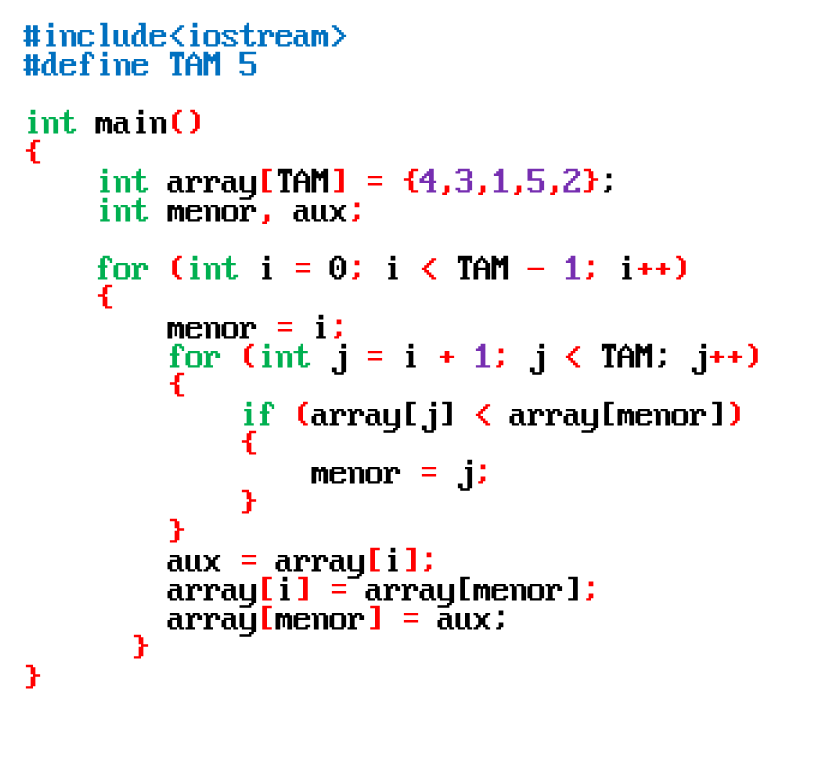 #include<iostream>
#define TAM 5
int main()
{
int array[TAM] = {4,3,1,5,2};
int menor, aux;
for (int i = 0; i < TAM - 1; i++)
{
menor = i;
for (int j = i + 1; j < TAM; j++)
{
if (array[j] < array[menor])
{
menor = j;
}
}
aux = array[i];
array[i] = array[menor];
array[menor] = aux;
}
}